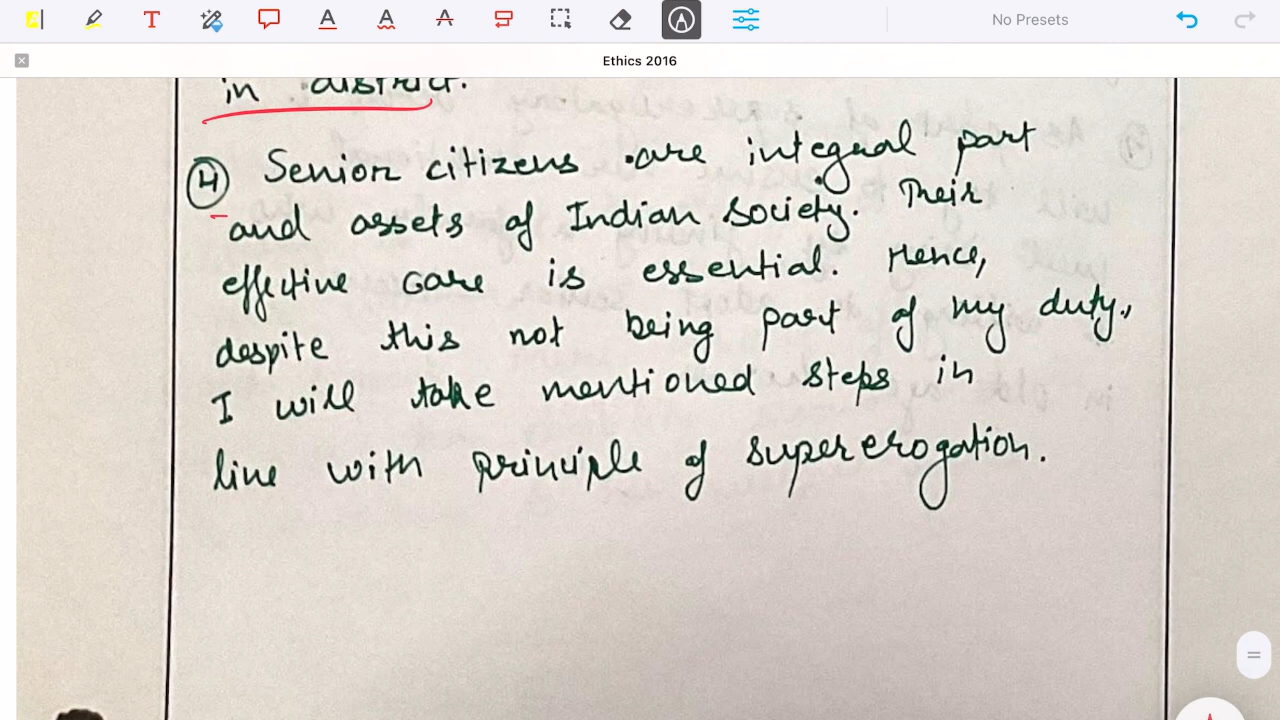 No Presets
Ethics 2016
in district.
4 Senior citizens are integral part
and assets of Indian Society. Their
effective care is essential. Hence,
despite this not being part of my duty,
I will take mentioned steps in
line with principle of supererogation.